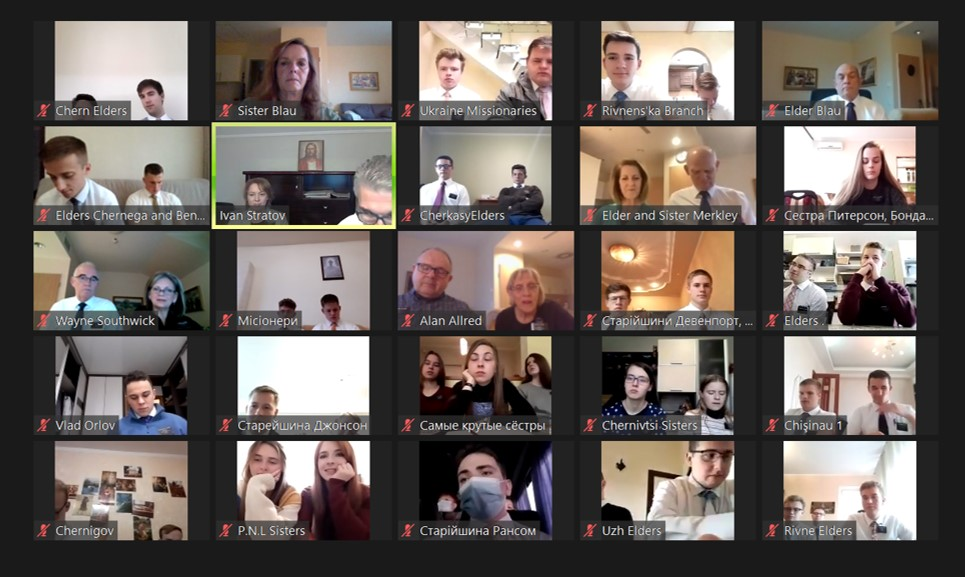 Chern Elders
Sister Blau
Ukraine Missionaries
Rivnens'ka Branch
Elder Blau
Elders Chernega and Ben...
Ivan Stratov
CherkasyElders
Elder and Sister Merkley
Сестра Питерсон, Бонда...
Wayne Southwick
Місіонери
Alan Allred
Старійшини Девенпорт, ...
Elders .
Vlad Orlov
Старейшина Джонсон
Самые крутые сёстры
Chernivtsi Sisters
Chișinau 1
Chernigov
P.N.L Sisters
Старійшина Рансом
Uzh Elders
Rivne Elders